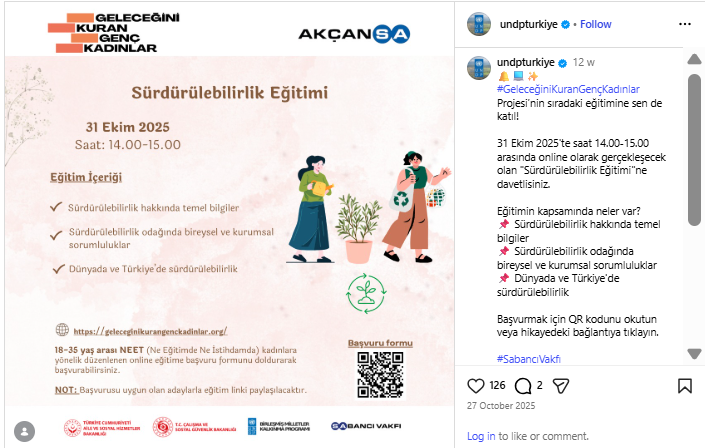 GELECEĞİNİ
KURAN
GENÇ
KADINLAR
AKÇANSA
Sürdürülebilirlik Eğitimi
31 Ekim 2025
Saat: 14.00-15.00
Eğitim İçeriği
Sürdürülebilirlik hakkında temel bilgiler
Sürdürülebilirlik odağında bireysel ve kurumsal
sorumluluklar
Dünyada ve Türkiye'de sürdürülebilirlik
https://geleceginikurangenckadinlar.org/
18-35 yaş arası NEET (Ne Eğitimde Ne İstihdamda) kadınlara
yönelik düzenlenen online eğitime başvuru formunu doldurarak
başvurabilirsiniz.
NOT: Başvurusu uygun olan adaylarla eğitim linki paylaşılacaktır.
Başvuru formu
TÜRKİYE CUMHURİYETİ
AİLE VE SOSYAL HİZMETLER
BAKANLIĞI
T.C. ÇALIŞMA VE
SOSYAL GÜVENLİK BAKANLIĞI
BİRLEŞMİŞ MİLLETLER
KALKINMA PROGRAMI
SABANCI VAKFI
undpturkiye • Follow
undpturkiye 12 w
#GeleceğiniKuranGençKadınlar
Projesi'nin sıradaki eğitimine sen de
katıl!
31 Ekim 2025'te saat 14.00-15.00
arasında online olarak gerçekleşecek
olan "Sürdürülebilirlik Eğitimi"ne
davetlisiniz.
Eğitimin kapsamında neler var?
📌 Sürdürülebilirlik hakkında temel
bilgiler
📌 Sürdürülebilirlik odağında
bireysel ve kurumsal sorumluluklar
📌 Dünyada ve Türkiye'de
sürdürülebilirlik
Başvurmak için QR kodunu okutun
veya hikayedeki bağlantıya tıklayın.
#SabancıVakfı
126 2
27 October 2025
Log in to like or comment.